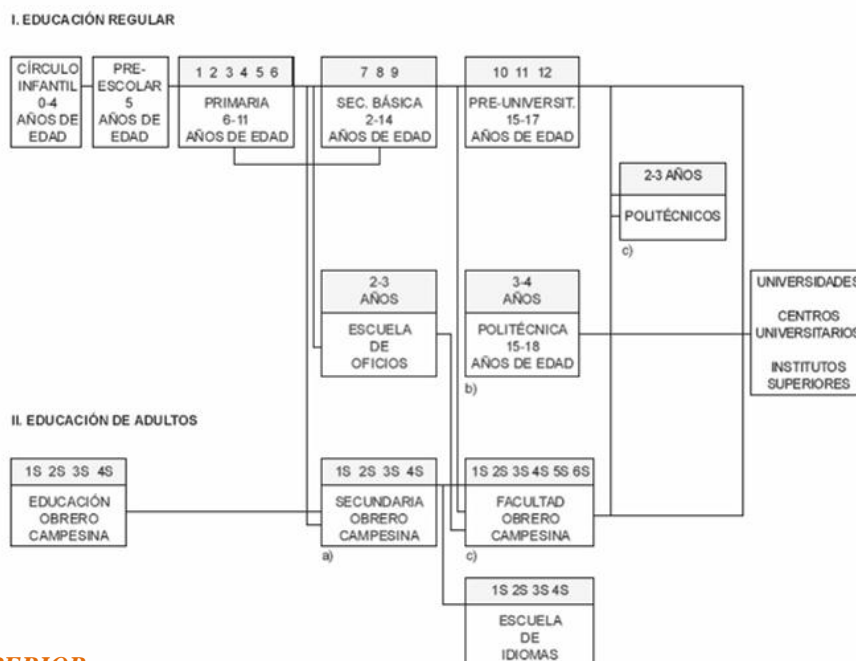 I. EDUCACIÓN REGULAR
CÍRCULO
INFANTIL
0-4
AÑOS DE
EDAD
PRE-
ESCOLAR
5
AÑOS DE
EDAD
1 2 3 4 5 6
PRIMARIA
6-11
AÑOS DE EDAD
7 8 9
SEC. BÁSICA
2-14
AÑOS DE EDAD
10 11 12
PRE-UNIVERSIT.
15-17
AÑOS DE EDAD
2-3 AÑOS
POLITÉCNICOS
c)
2-3
AÑOS
ESCUELA
DE
OFICIOS
3-4
AÑOS
POLITÉCNICA
15-18
AÑOS DE EDAD
b)
UNIVERSIDADES
CENTROS
UNIVERSITARIOS
INSTITUTOS
SUPERIORES
II. EDUCACIÓN DE ADULTOS
1S 2S 3S 4S
EDUCACIÓN
OBRERO
CAMPESINA
1S 2S 3S 4S
SECUNDARIA
OBRERO
CAMPESINA
a)
1S 2S 3S 4S 5S 6S
FACULTAD
OBRERO
CAMPESINA
c)
1S 2S 3S 4S
ESCUELA
DE
IDIOMAS